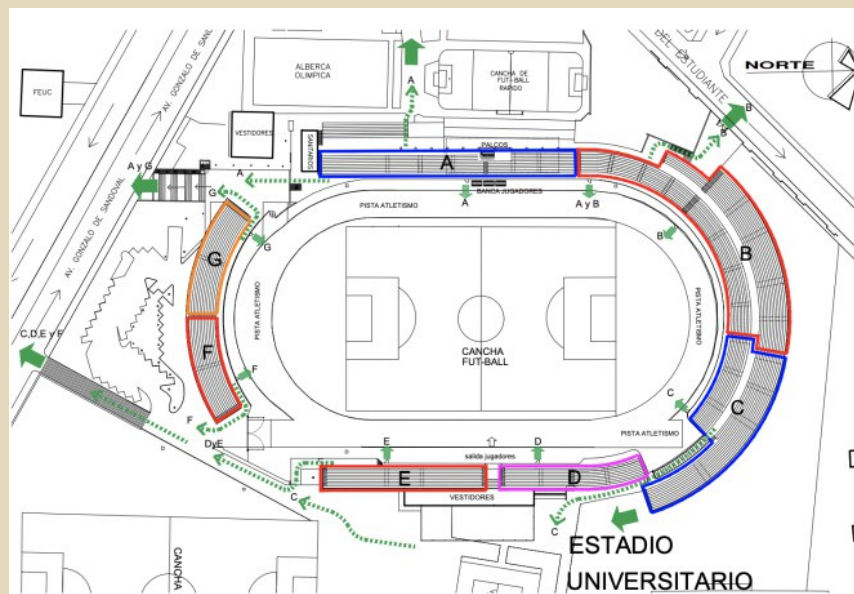 AV. GONZALO DE SAND
FEUC
ALBERCA
OLIMPICA
CANCHA DE
FUT-BALL
RAPIDO
DEL ESTUDIANTE
NORTE
A
B
B
VESTIDORES
SANITARIOS
PALCOS
A
A y G
A
G
BANCA JUGADORES
A
A y B
PISTA ATLETISMO
AV. GONZALO DE SANDOVAL
G
G
B
B
PISTA ATLETISMO
PISTA ATLETISMO
CANCHA
FUT-BALL
C,D,E y F
F
F
F
C
C
D y E
PISTA ATLETISMO
E
D
salida jugadores
E
D
C
VESTIDORES
C
ESTADIO
UNIVERSITARIO
CANCHA